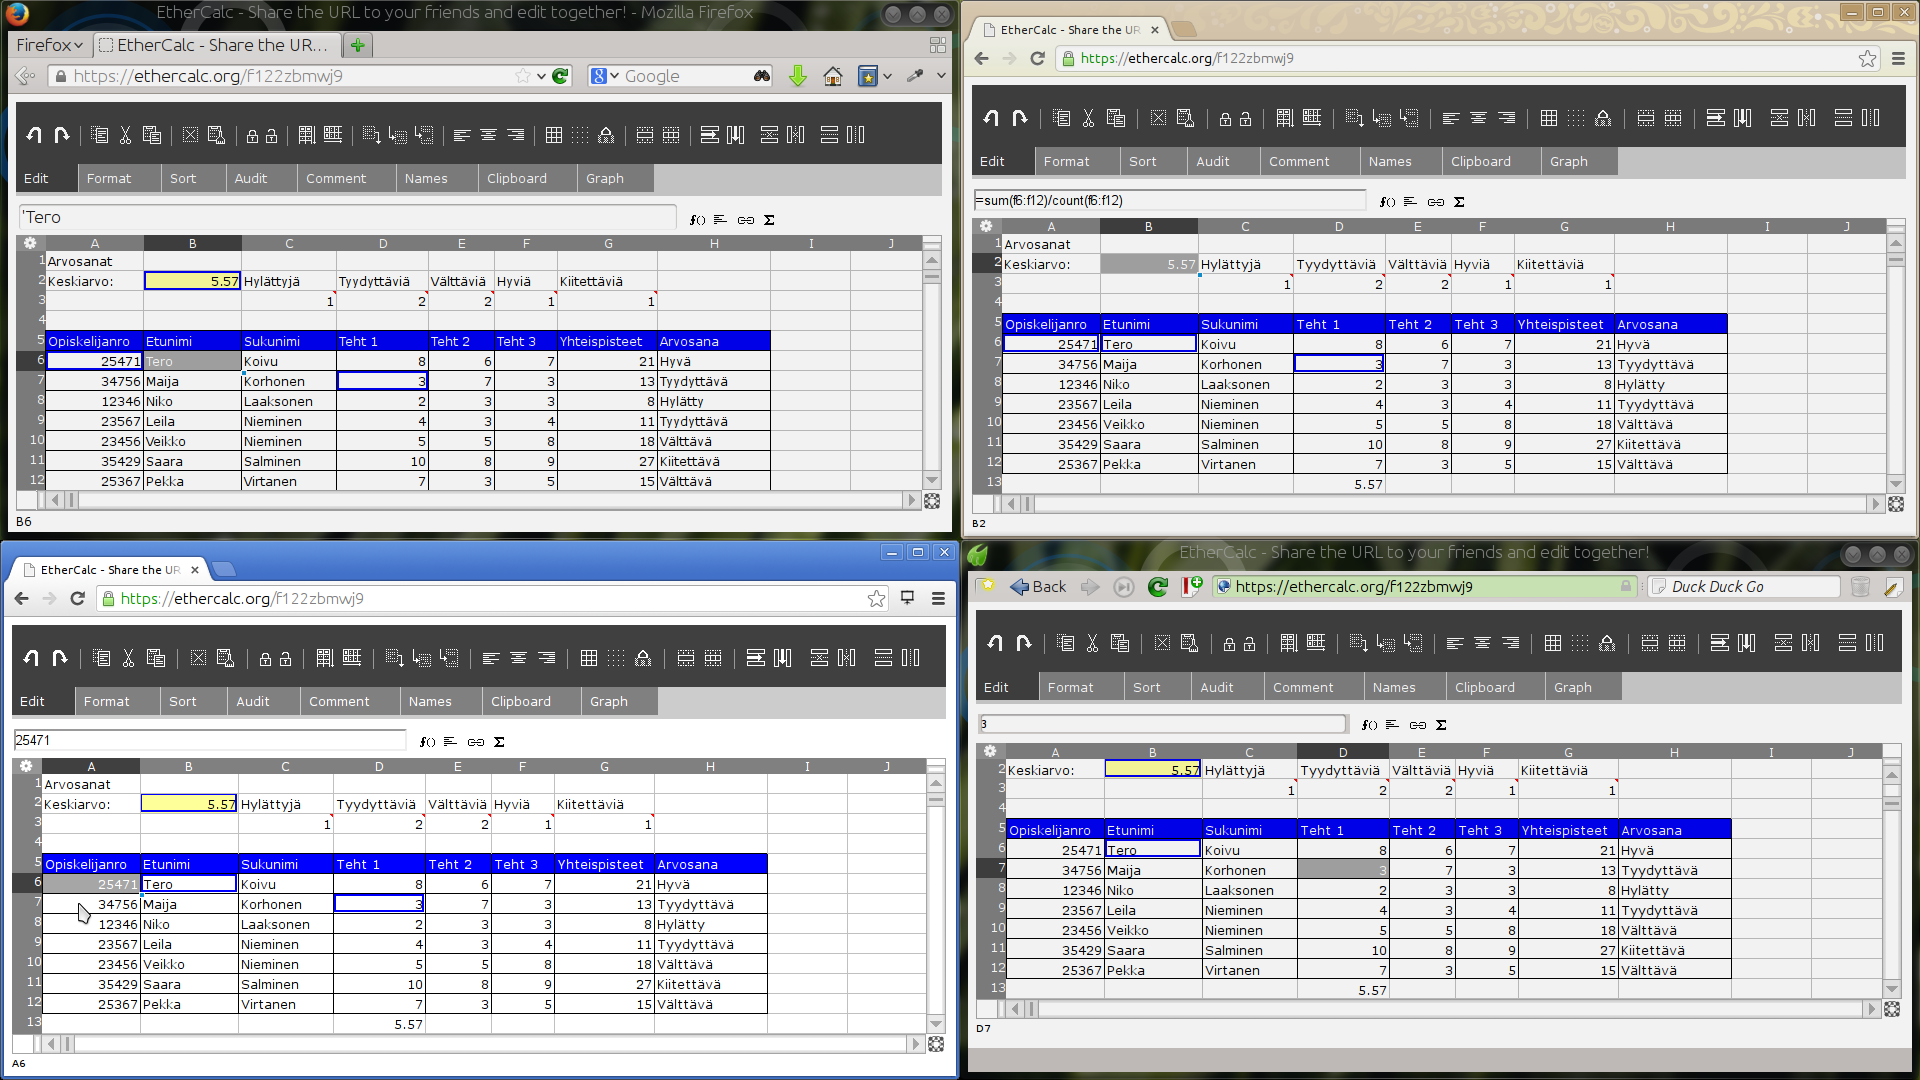 EtherCalc - Share the URL to your friends and edit together! - Mozilla Firefox
Firefox
EtherCalc - Share the UR...
https://ethercalc.org/f122zbmwj9
Google
Edit Format Sort Audit Comment Names Clipboard Graph
'Tero
A B C D E F G H I J
1 Arvosanat
2 Keskiarvo: 5.57 Hylättyjä Tyydyttäviä Välttäviä Hyviä Kiitettäviä
3 1 2 2 1 1
4
5 Opiskelijanro Etunimi Sukunimi Teht 1 Teht 2 Teht 3 Yhteispisteet Arvosana
6 25471 Tero Koivu 8 6 7 21 Hyvä
7 34756 Maija Korhonen 3 7 3 13 Tyydyttävä
8 12346 Niko Laaksonen 2 3 3 8 Hylätty
9 23567 Leila Nieminen 4 3 4 11 Tyydyttävä
10 23456 Veikko Nieminen 5 5 8 18 Välttävä
11 35429 Saara Salminen 10 8 9 27 Kiitettävä
12 25367 Pekka Virtanen 7 3 5 15 Välttävä
B6
EtherCalc - Share the UR
https://ethercalc.org/f122zbmwj9
Edit Format Sort Audit Comment Names Clipboard Graph
=sum(f6:f12)/count(f6:f12)
A B C D E F G H I J
1 Arvosanat
2 Keskiarvo: 5.57 Hylättyjä Tyydyttäviä Välttäviä Hyviä Kiitettäviä
3 1 2 2 1 1
4
5 Opiskelijanro Etunimi Sukunimi Teht 1 Teht 2 Teht 3 Yhteispisteet Arvosana
6 25471 Tero Koivu 8 6 7 21 Hyvä
7 34756 Maija Korhonen 3 7 3 13 Tyydyttävä
8 12346 Niko Laaksonen 2 3 3 8 Hylätty
9 23567 Leila Nieminen 4 3 4 11 Tyydyttävä
10 23456 Veikko Nieminen 5 5 8 18 Välttävä
11 35429 Saara Salminen 10 8 9 27 Kiitettävä
12 25367 Pekka Virtanen 7 3 5 15 Välttävä
13 5.57
B2
EtherCalc - Share the UR
https://ethercalc.org/f122zbmwj9
Edit Format Sort Audit Comment Names Clipboard Graph
25471
A B C D E F G H I J
1 Arvosanat
2 Keskiarvo: 5.57 Hylättyjä Tyydyttäviä Välttäviä Hyviä Kiitettäviä
3 1 2 2 1 1
4
5 Opiskelijanro Etunimi Sukunimi Teht 1 Teht 2 Teht 3 Yhteispisteet Arvosana
6 25471 Tero Koivu 8 6 7 21 Hyvä
7 34756 Maija Korhonen 3 7 3 13 Tyydyttävä
8 12346 Niko Laaksonen 2 3 3 8 Hylätty
9 23567 Leila Nieminen 4 3 4 11 Tyydyttävä
10 23456 Veikko Nieminen 5 5 8 18 Välttävä
11 35429 Saara Salminen 10 8 9 27 Kiitettävä
12 25367 Pekka Virtanen 7 3 5 15 Välttävä
13 5.57
A6
EtherCalc - Share the URL to your friends and edit together!
Back
https://ethercalc.org/f122zbmwj9
Duck Duck Go
Edit Format Sort Audit Comment Names Clipboard Graph
3
A B C D E F G H I J
2 Keskiarvo: 5.57 Hylättyjä Tyydyttäviä Välttäviä Hyviä Kiitettäviä
3 1 2 2 1 1
5 Opiskelijanro Etunimi Sukunimi Teht 1 Teht 2 Teht 3 Yhteispisteet Arvosana
6 25471 Tero Koivu 8 6 7 21 Hyvä
7 34756 Maija Korhonen 3 7 3 13 Tyydyttävä
8 12346 Niko Laaksonen 2 3 3 8 Hylätty
9 23567 Leila Nieminen 4 3 4 11 Tyydyttävä
10 23456 Veikko Nieminen 5 5 8 18 Välttävä
11 35429 Saara Salminen 10 8 9 27 Kiitettävä
12 25367 Pekka Virtanen 7 3 5 15 Välttävä
13 5.57
D7